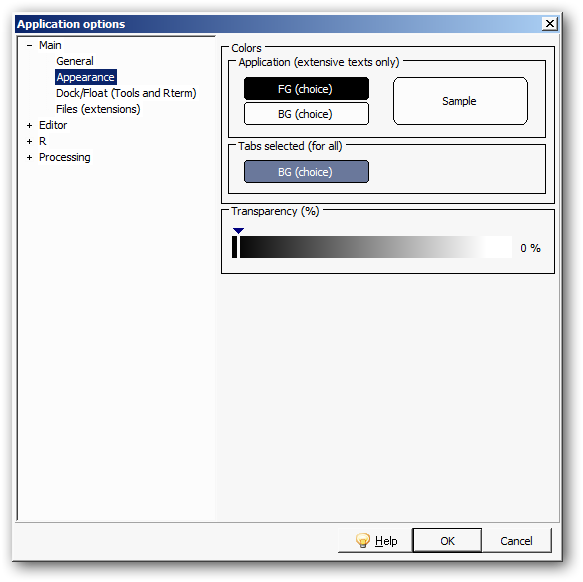 Application options
Main
General
Appearance
Dock/Float (Tools and Rterm)
Files (extensions)
Editor
R
Processing
Colors
Application (extensive texts only)
FG (choice)
BG (choice)
Sample
Tabs selected (for all)
BG (choice)
Transparency (%)
0 %
Help
OK
Cancel